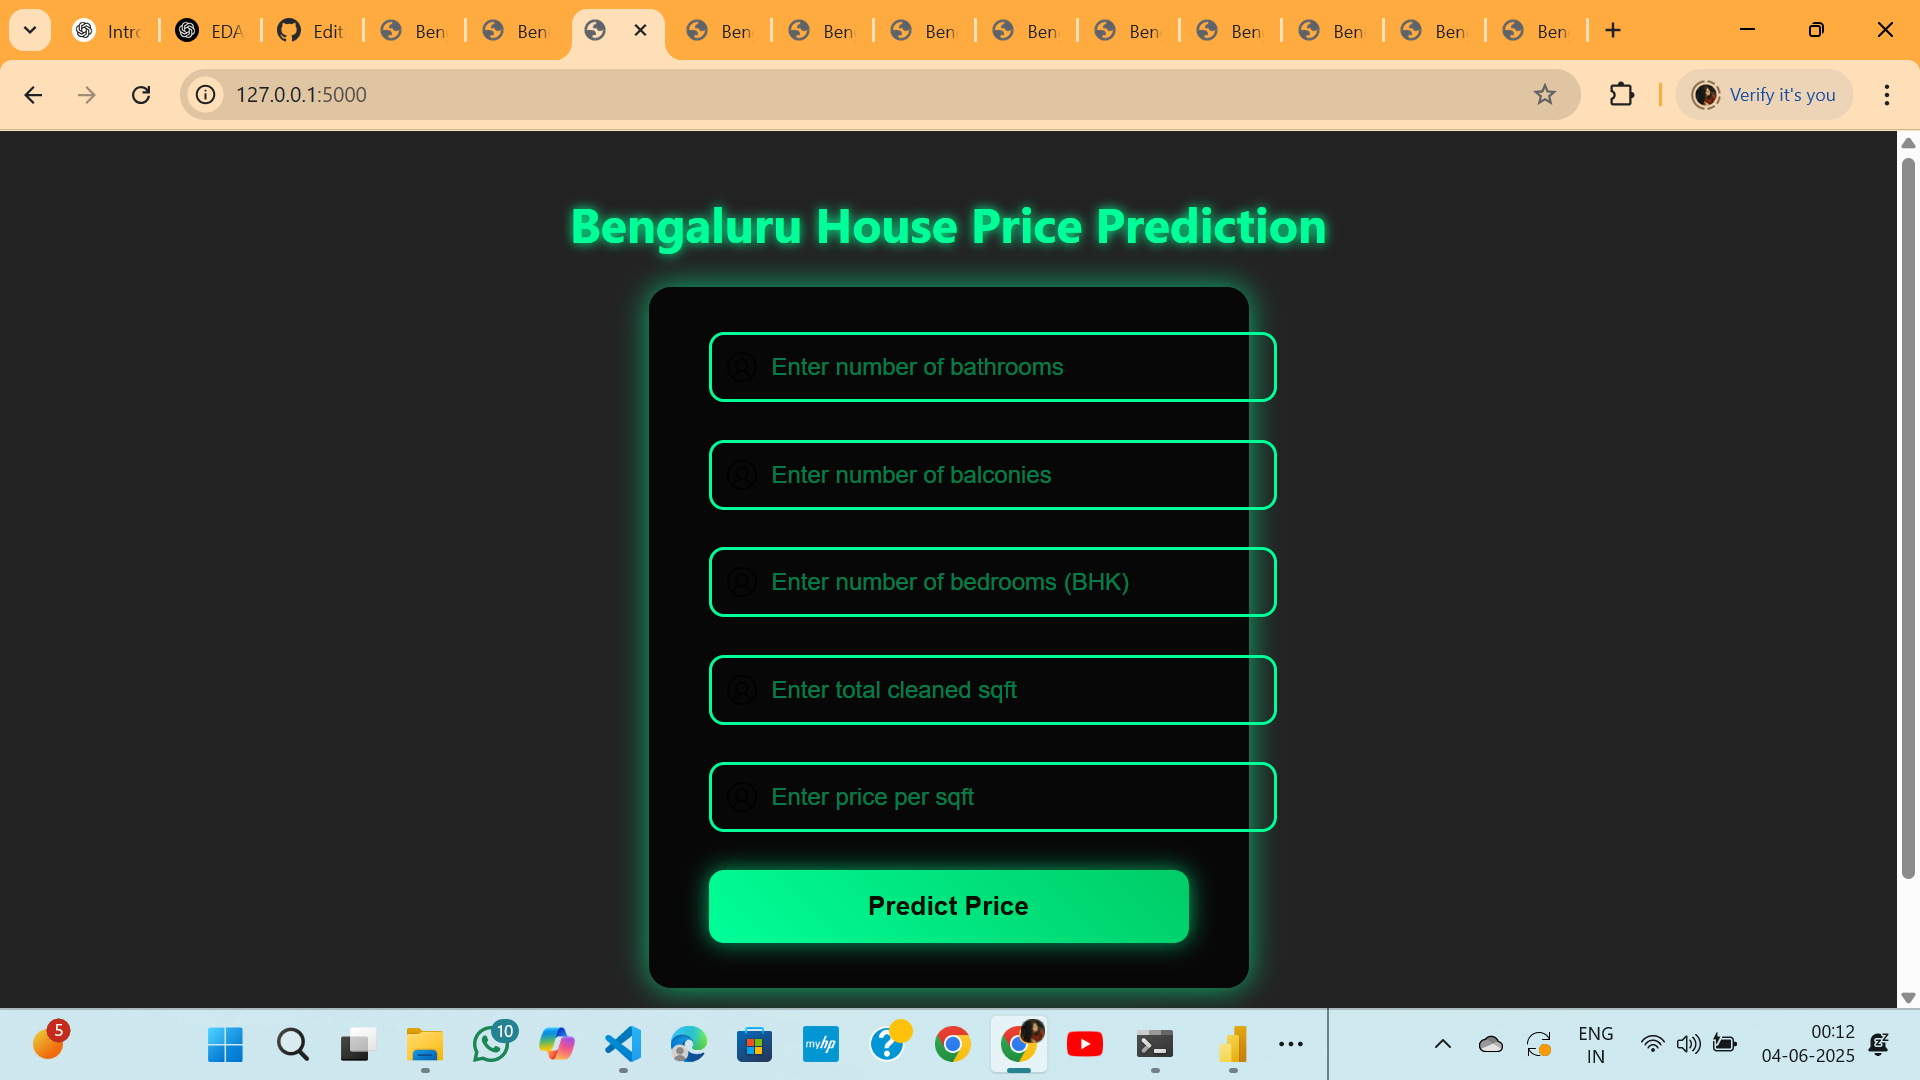 Intro
EDA
Edit
Ben
Ben
Ben
Ben
Ben
Ben
Ben
Ben
Ben
Ben
Ben
127.0.0.1:5000
Verify it's you
Bengaluru House Price Prediction
Enter number of bathrooms
Enter number of balconies
Enter number of bedrooms (BHK)
Enter total cleaned sqft
Enter price per sqft
Predict Price
5
10
myhp
ENG
IN
00:12
04-06-2025